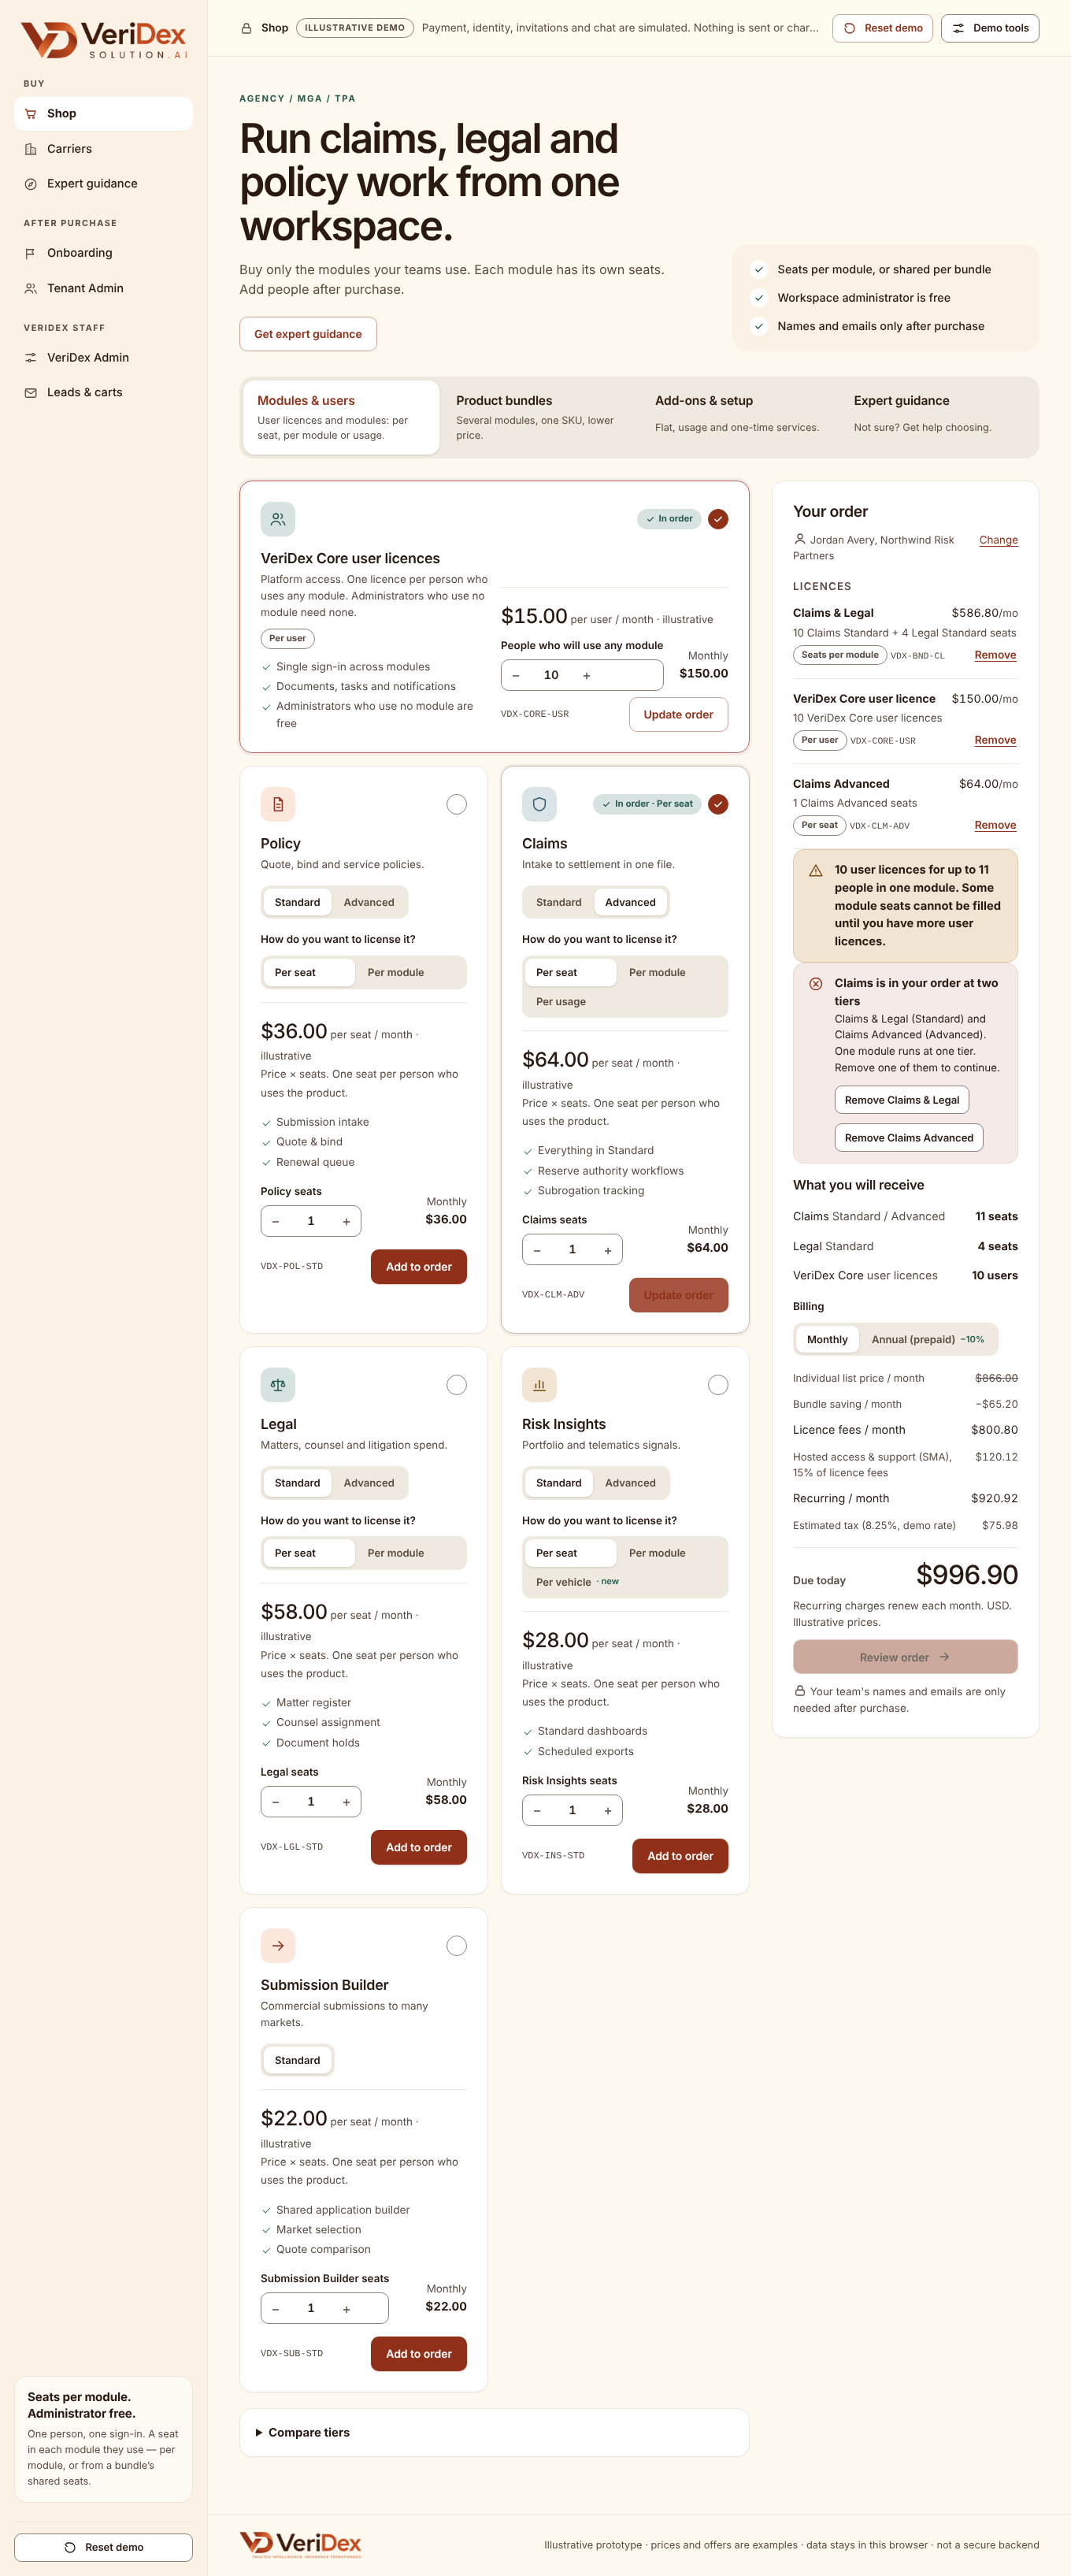 VeriDex
SOLUTION.AI
BUY
Shop
Carriers
Expert guidance
AFTER PURCHASE
Onboarding
Tenant Admin
VERIDEX STAFF
VeriDex Admin
Leads & carts
Seats per module.
Administrator free.
One person, one sign-in. A seat
in each module they use — per
module, or from a bundle's
shared seats.
Reset demo
Shop
ILLUSTRATIVE DEMO
Payment, identity, invitations and chat are simulated. Nothing is sent or char...
Reset demo
Demo tools
AGENCY / MGA / TPA
Run claims, legal and
policy work from one
workspace.
Buy only the modules your teams use. Each module has its own seats.
Add people after purchase.
Get expert guidance
Seats per module, or shared per bundle
Workspace administrator is free
Names and emails only after purchase
Modules & users
User licences and modules: per
seat, per module or usage.
Product bundles
Several modules, one SKU, lower
price.
Add-ons & setup
Flat, usage and one-time services.
Expert guidance
Not sure? Get help choosing.
In order
VeriDex Core user licences
Platform access. One licence per person who
uses any module. Administrators who use no
module need none.
Per user
Single sign-in across modules
Documents, tasks and notifications
Administrators who use no module are
free
$15.00 per user / month · illustrative
People who will use any module
− 10 +
Monthly
$150.00
VDX-CORE-USR
Update order
Policy
Quote, bind and service policies.
Standard Advanced
How do you want to license it?
Per seat Per module
$36.00 per seat / month ·
illustrative
Price × seats. One seat per person who
uses the product.
Submission intake
Quote & bind
Renewal queue
Policy seats
− 1 +
Monthly
$36.00
VDX-POL-STD
Add to order
In order · Per seat
Claims
Intake to settlement in one file.
Standard Advanced
How do you want to license it?
Per seat Per module
Per usage
$64.00 per seat / month ·
illustrative
Price × seats. One seat per person who
uses the product.
Everything in Standard
Reserve authority workflows
Subrogation tracking
Claims seats
− 1 +
Monthly
$64.00
VDX-CLM-ADV
Update order
Legal
Matters, counsel and litigation spend.
Standard Advanced
How do you want to license it?
Per seat Per module
$58.00 per seat / month ·
illustrative
Price × seats. One seat per person who
uses the product.
Matter register
Counsel assignment
Document holds
Legal seats
− 1 +
Monthly
$58.00
VDX-LGL-STD
Add to order
Risk Insights
Portfolio and telematics signals.
Standard Advanced
How do you want to license it?
Per seat Per module
Per vehicle · new
$28.00 per seat / month ·
illustrative
Price × seats. One seat per person who
uses the product.
Standard dashboards
Scheduled exports
Risk Insights seats
− 1 +
Monthly
$28.00
VDX-INS-STD
Add to order
Submission Builder
Commercial submissions to many
markets.
Standard
$22.00 per seat / month ·
illustrative
Price × seats. One seat per person who
uses the product.
Shared application builder
Market selection
Quote comparison
Submission Builder seats
− 1 +
Monthly
$22.00
VDX-SUB-STD
Add to order
Compare tiers
Your order
Jordan Avery, Northwind Risk
Partners
Change
LICENCES
Claims & Legal $586.80/mo
10 Claims Standard + 4 Legal Standard seats
Seats per module VDX-BND-CL Remove
VeriDex Core user licence $150.00/mo
10 VeriDex Core user licences
Per user VDX-CORE-USR Remove
Claims Advanced $64.00/mo
1 Claims Advanced seats
Per seat VDX-CLM-ADV Remove
10 user licences for up to 11
people in one module. Some
module seats cannot be filled
until you have more user
licences.
Claims is in your order at two
tiers
Claims & Legal (Standard) and
Claims Advanced (Advanced).
One module runs at one tier.
Remove one of them to continue.
Remove Claims & Legal
Remove Claims Advanced
What you will receive
Claims Standard / Advanced 11 seats
Legal Standard 4 seats
VeriDex Core user licences 10 users
Billing
Monthly Annual (prepaid) −10%
Individual list price / month $866.00
Bundle saving / month −$65.20
Licence fees / month $800.80
Hosted access & support (SMA), $120.12
15% of licence fees
Recurring / month $920.92
Estimated tax (8.25%, demo rate) $75.98
Due today $996.90
Recurring charges renew each month. USD.
Illustrative prices.
Review order
Your team's names and emails are only
needed after purchase.
VeriDex
Illustrative prototype · prices and offers are examples · data stays in this browser · not a secure backend